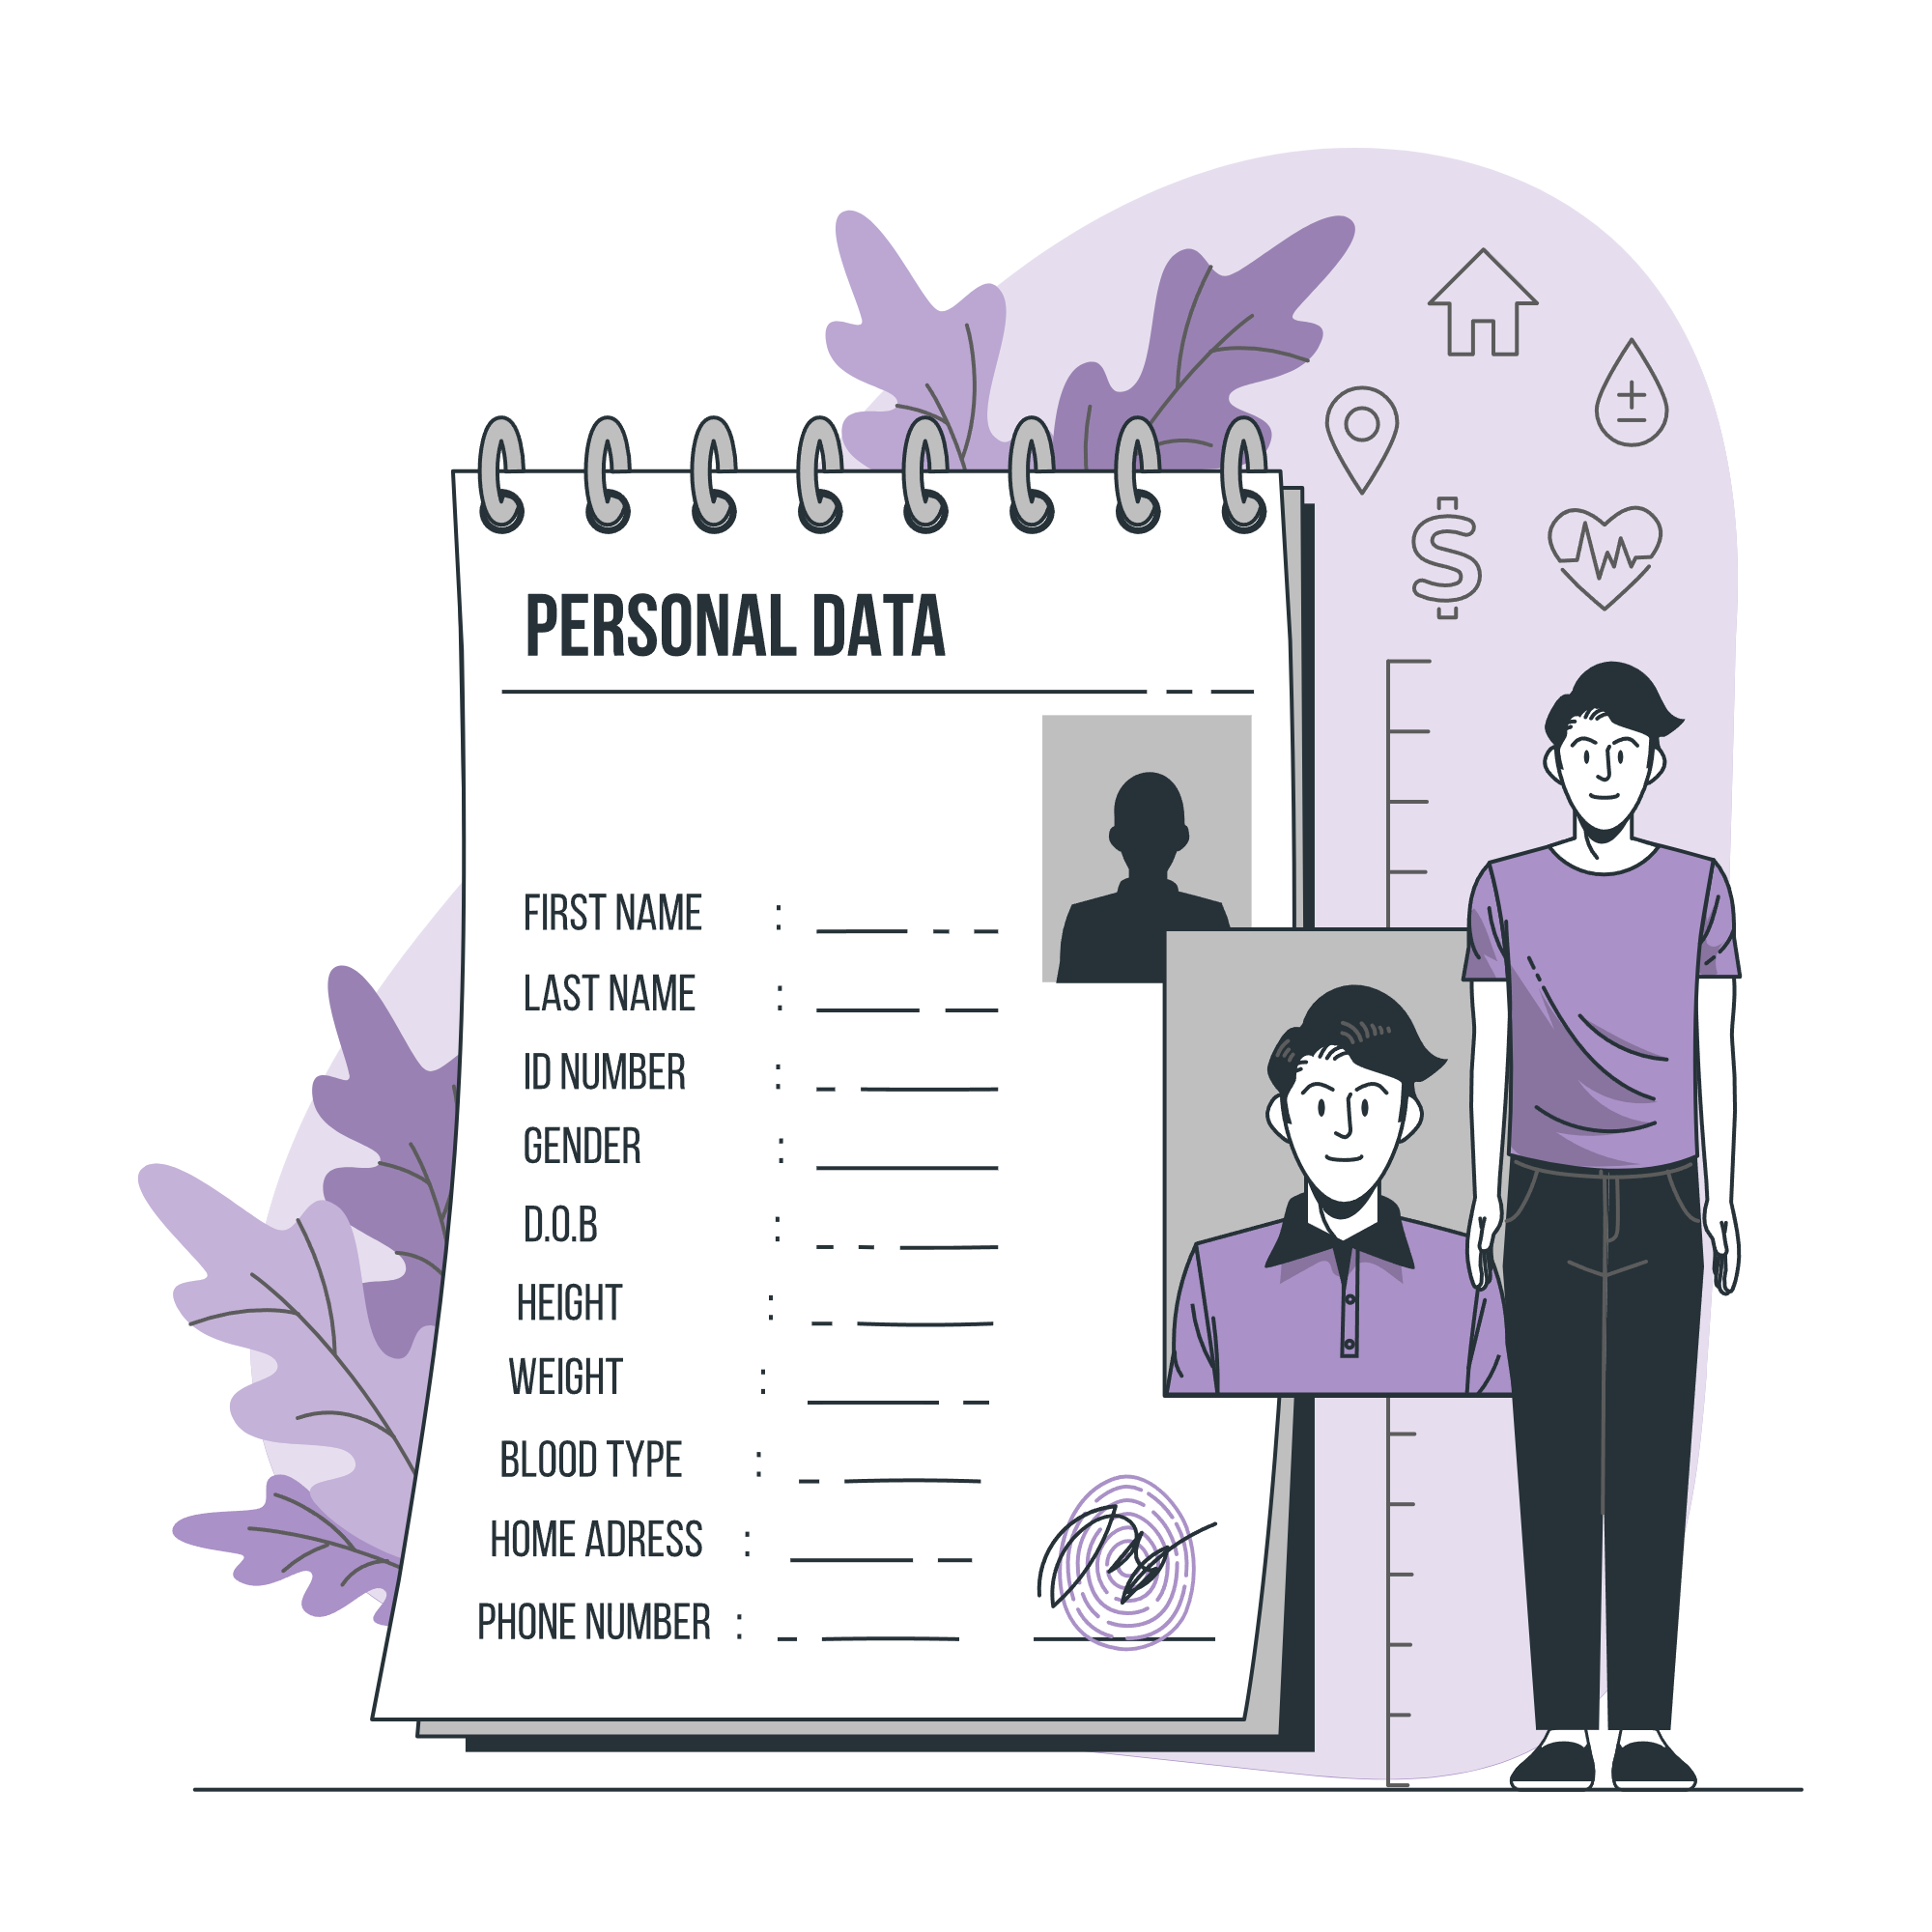 PERSONAL DATA
FIRST NAME :
LAST NAME :
ID NUMBER :
GENDER :
D.O.B :
HEIGHT :
WEIGHT :
BLOOD TYPE :
HOME ADRESS :
PHONE NUMBER :